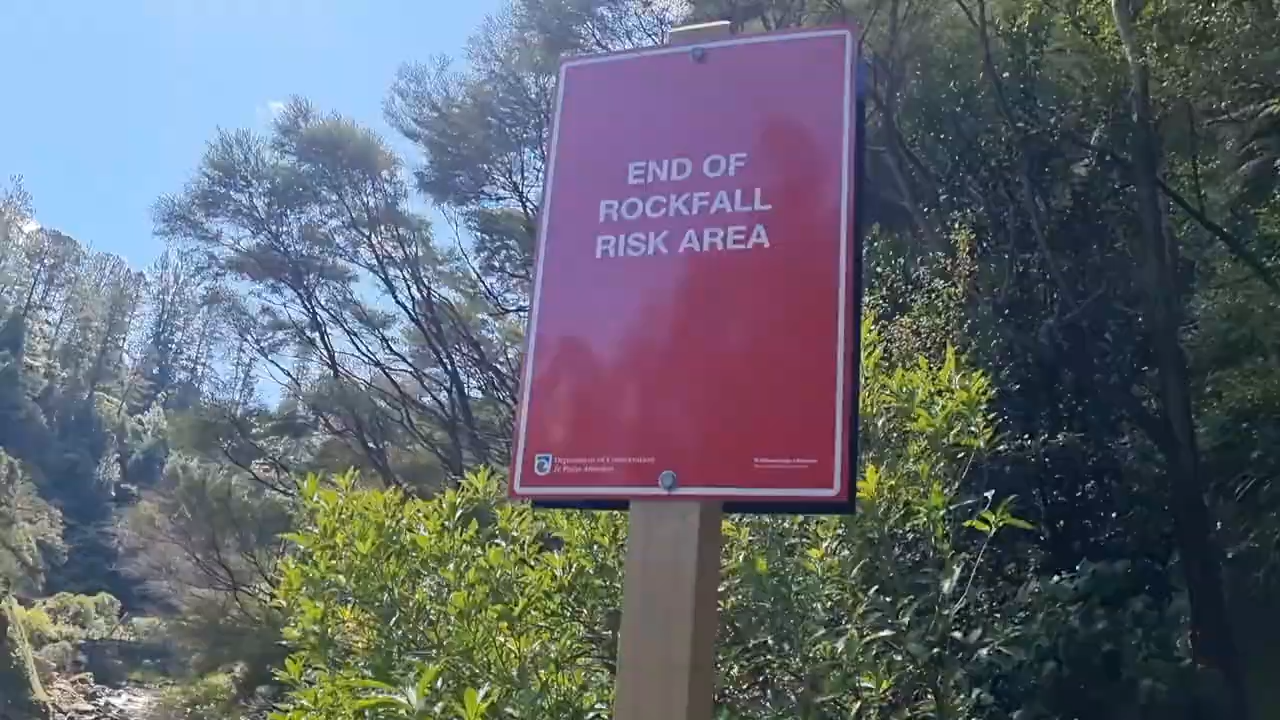 END OF
ROCKFALL
RISK AREA
Department of Conservation
Te Papa Atawhai